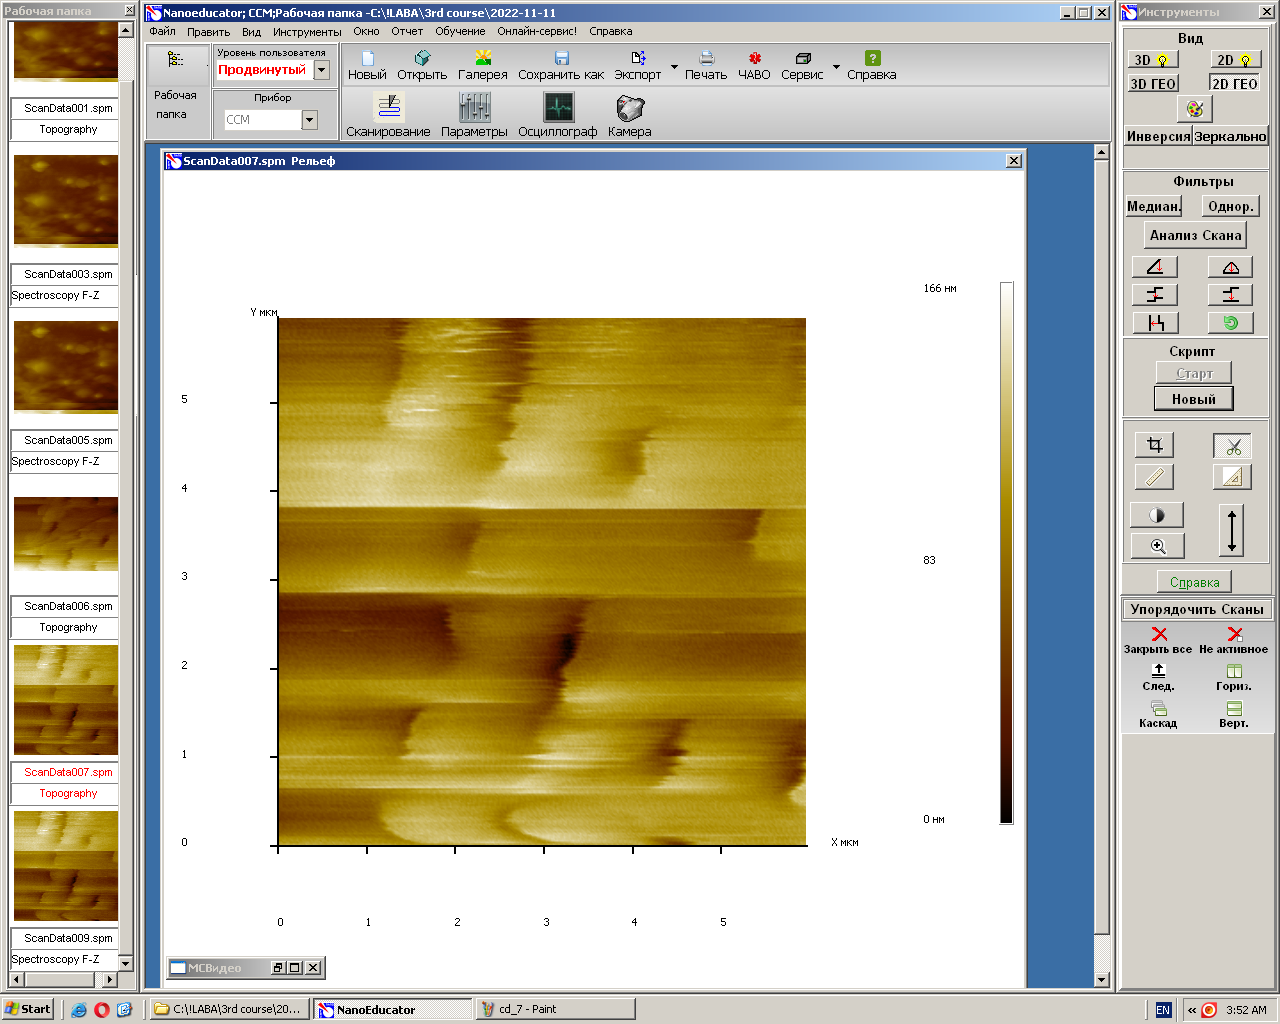 Рабочая папка
ScanData001.spm
Topography
ScanData003.spm
Spectroscopy F-Z
ScanData005.spm
Spectroscopy F-Z
ScanData006.spm
Topography
ScanData007.spm
Topography
ScanData009.spm
Spectroscopy F-Z
Nanoeducator; CCM;Рабочая папка -C:\!LABA\3rd course\2022-11-11
Файл Править Вид Инструменты Окно Отчет Обучение Онлайн-сервис! Справка
Рабочая
папка
Уровень пользователя
Продвинутый
Прибор
ССМ
Новый Открыть Галерея Сохранить как Экспорт Печать ЧАВО Сервис Справка
Сканирование Параметры Осциллограф Камера
ScanData007.spm Рельеф
166 нм
Y мкм
5
4
83
3
2
1
0 нм
0
X мкм
0 1 2 3 4 5
МСВидео
Инструменты
Вид
3D 2D
3D ГЕО 2D ГЕО
Инверсия Зеркально
Фильтры
Медиан. Однор.
Анализ Скана
Скрипт
Старт
Новый
Справка
Упорядочить Сканы
Закрыть все Не активное
След. Гориз.
Каскад Верт.
Start C:\!LABA\3rd course\20... NanoEducator cd_7 - Paint EN « 3:52 AM